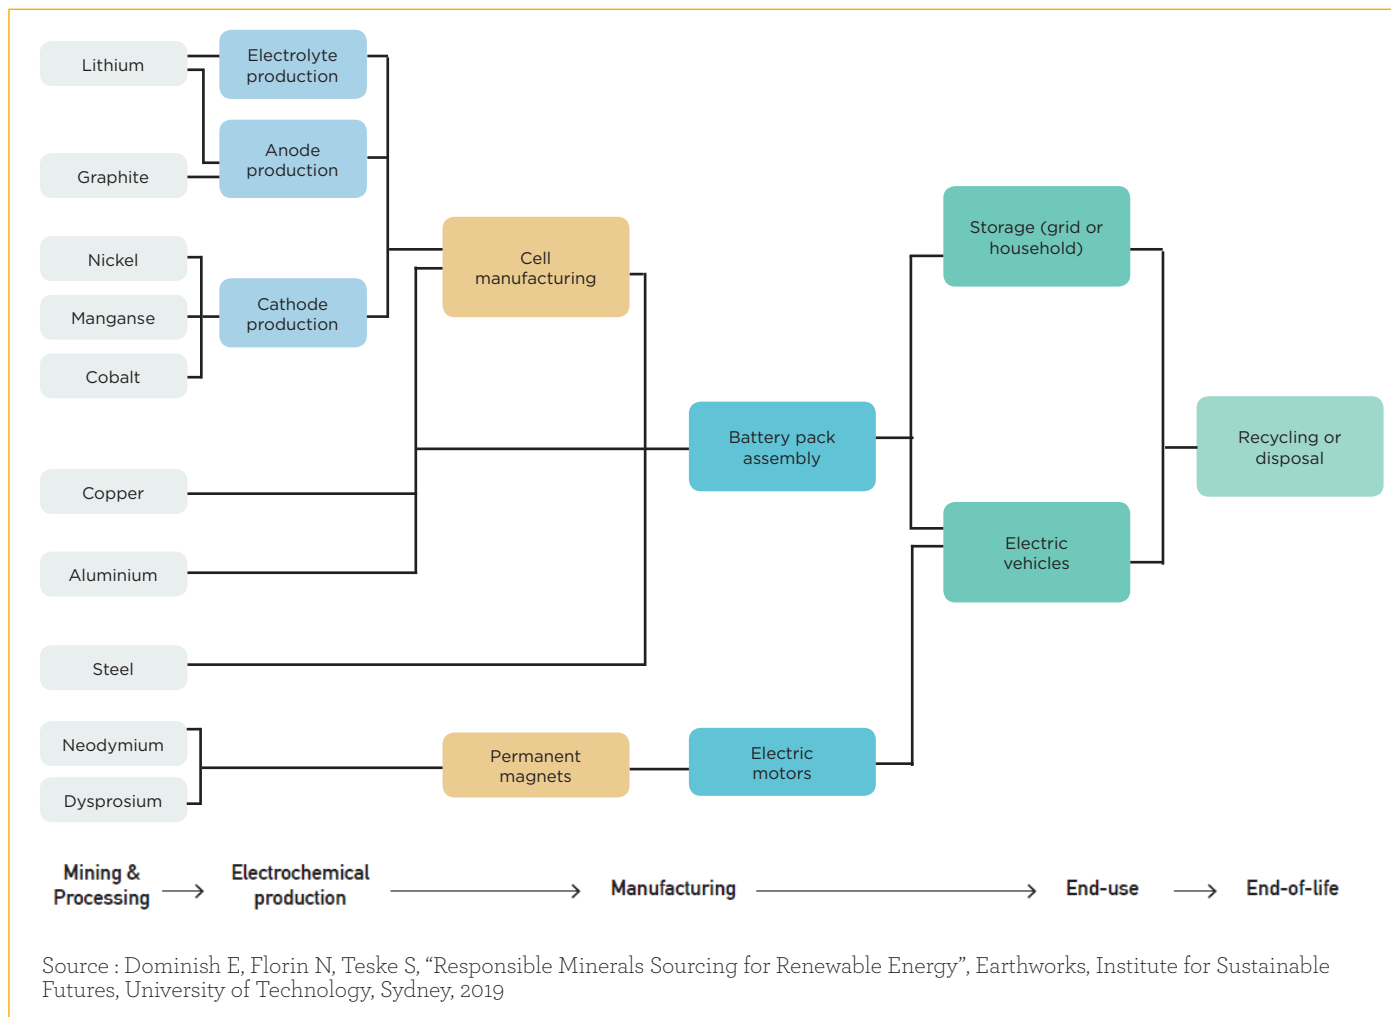 Lithium
Graphite
Nickel
Manganse
Cobalt
Copper
Aluminium
Steel
Neodymium
Dysprosium
Electrolyte
production
Anode
production
Cathode
production
Cell
manufacturing
Permanent
magnets
Battery pack
assembly
Electric
motors
Storage (grid or
household)
Electric
vehicles
Recycling or
disposal
Mining &
Processing
Electrochemical
production
Manufacturing
End-use
End-of-life
Source : Dominish E, Florin N, Teske S, “Responsible Minerals Sourcing for Renewable Energy”, Earthworks, Institute for Sustainable
Futures, University of Technology, Sydney, 2019